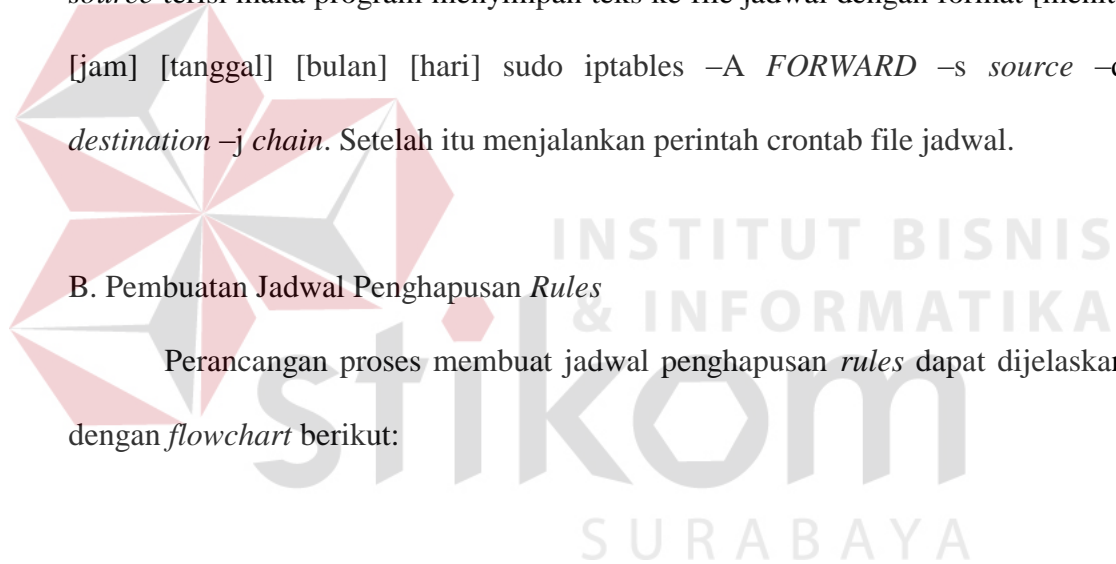 source terisi maka program menyimpan teks ke file jadwal dengan format [menit]
[jam] [tanggal] [bulan] [hari] sudo iptables –A FORWARD –s source –d
destination –j chain. Setelah itu menjalankan perintah crontab file jadwal.
INSTITUT BISNIS
B. Pembuatan Jadwal Penghapusan Rules
& INFORMATIKA
Perancangan proses membuat jadwal penghapusan rules dapat dijelaskan
stikom
dengan flowchart berikut:
SURABAYA